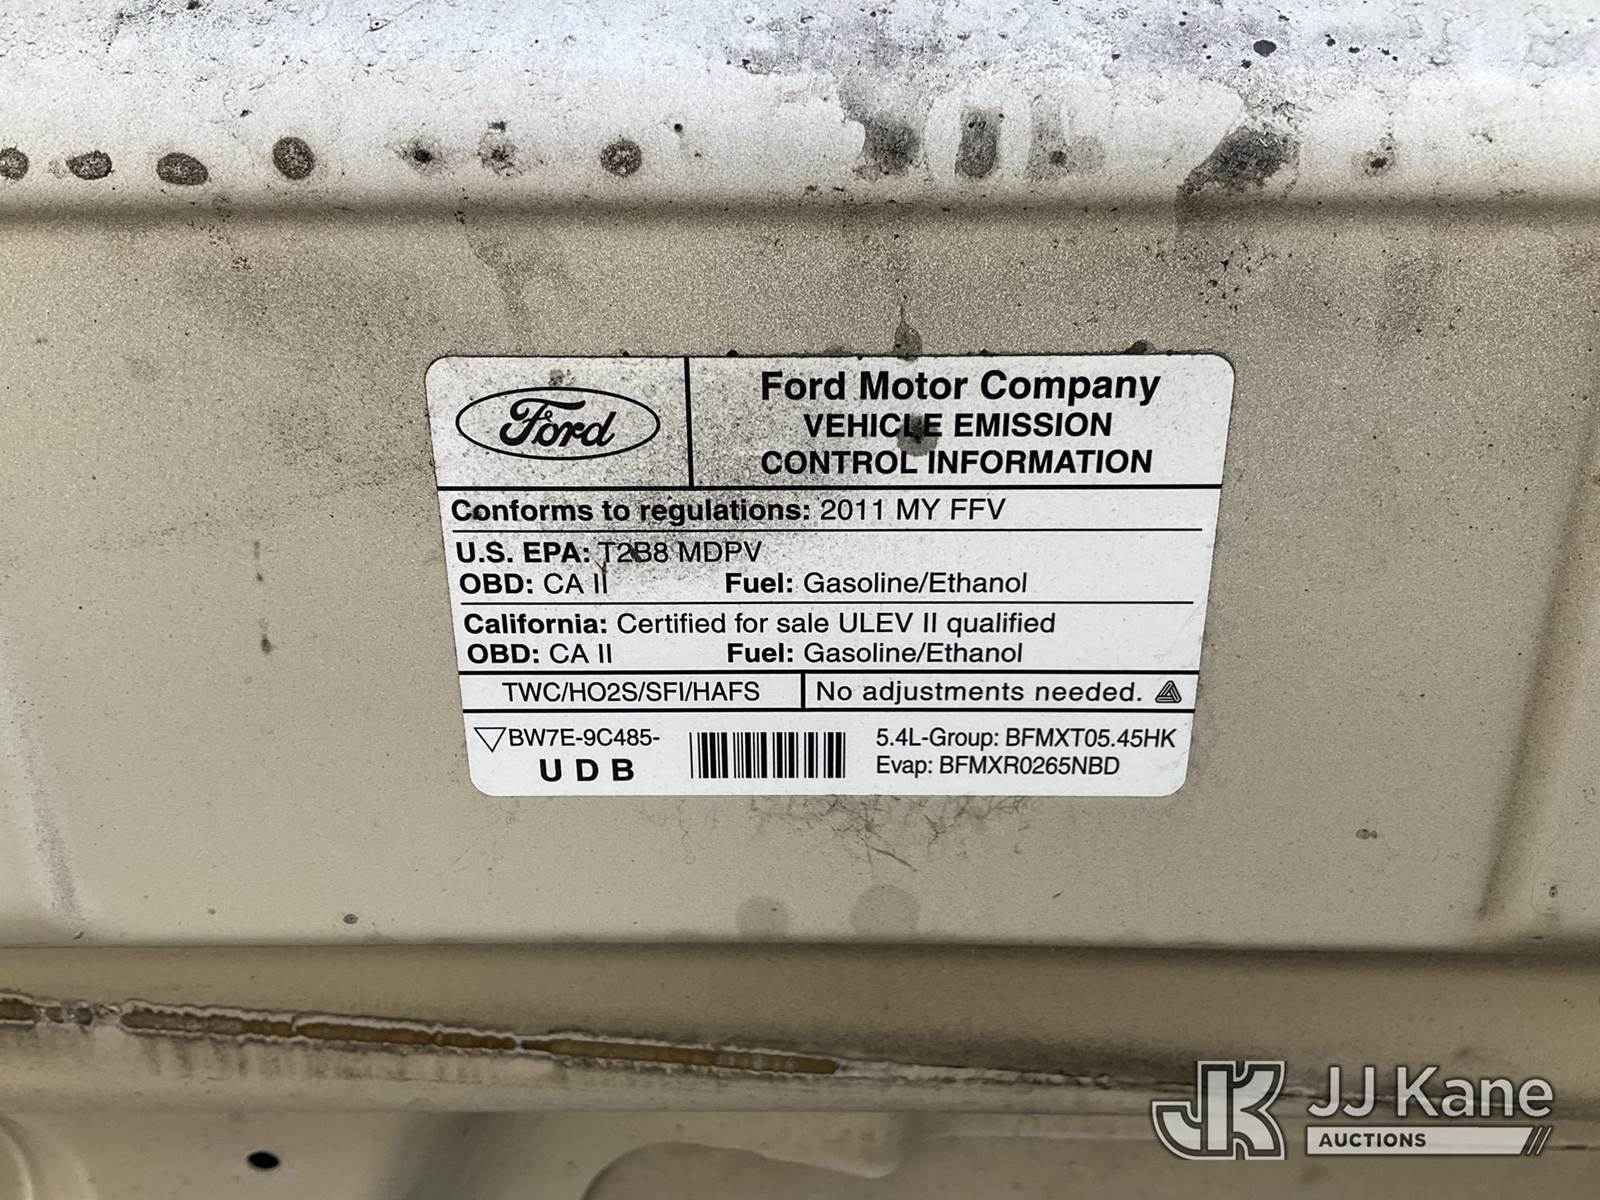 Ford
Ford Motor Company
VEHICLE EMISSION
CONTROL INFORMATION
Conforms to regulations: 2011 MY FFV
U.S. EPA: T2B8 MDPV
OBD: CA II Fuel: Gasoline/Ethanol
California: Certified for sale ULEV II qualified
OBD: CA II Fuel: Gasoline/Ethanol
TWC/HO2S/SFI/HAFS No adjustments needed.
BW7E-9C485- 5.4L-Group: BFMXT05.45HK
UDB Evap: BFMXR0265NBD
JK JJ Kane
AUCTIONS